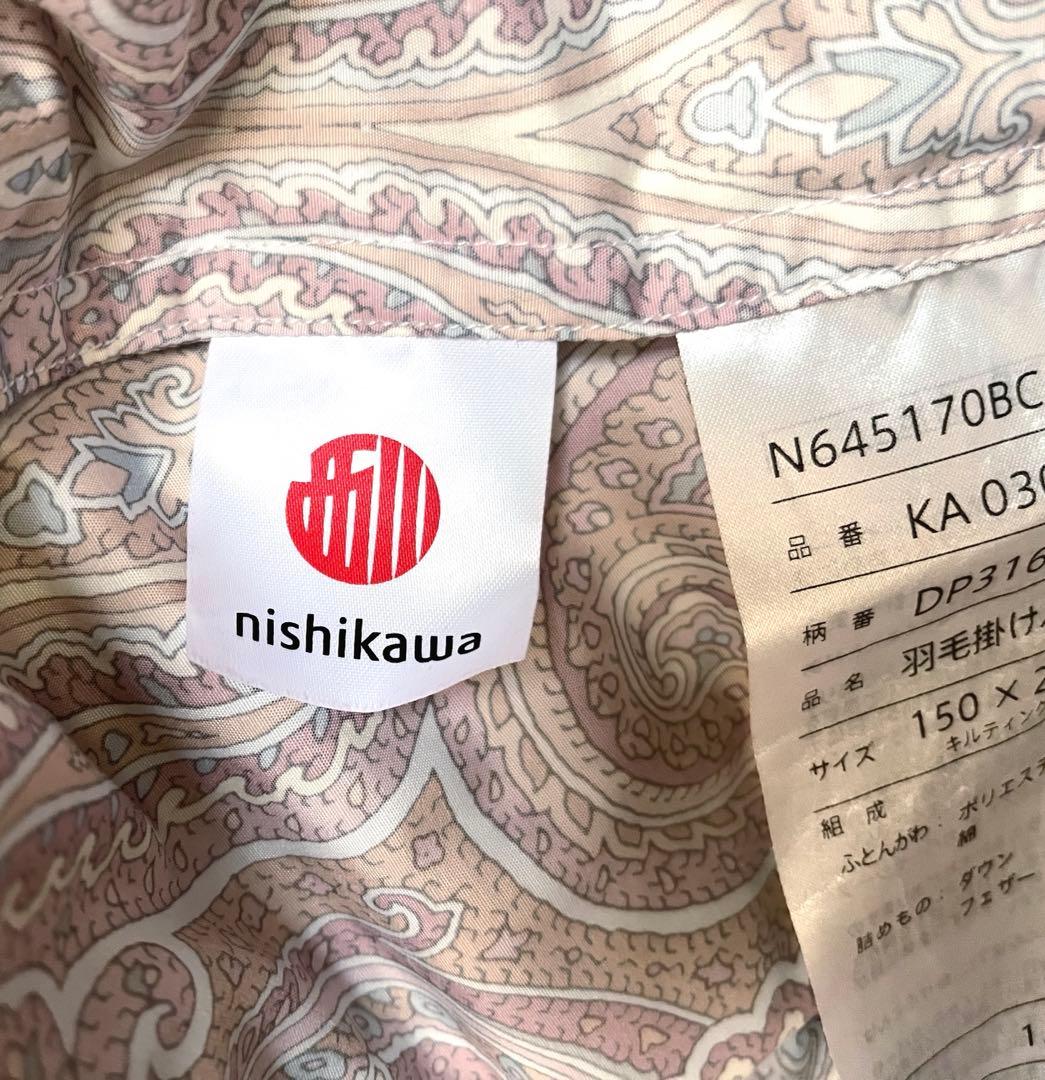 nishikawa
N645170BC
品番 KA 030
柄番 DP316
品名 羽毛掛け
サイズ 150 × 2
キルティング
組成
ふとんがわ: ポリエステ
綿
詰めもの: ダウン
フェザー
1